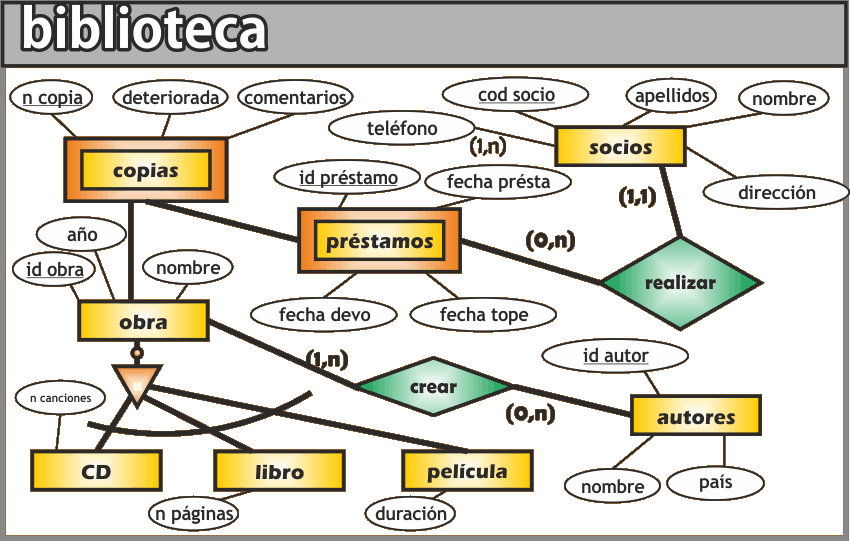 biblioteca
n copia
deteriorada
comentarios
cod socio
apellidos
nombre
teléfono
(1,n)
socios
copias
id préstamo
fecha présta
(1,1)
dirección
año
préstamos
(0,n)
id obra
nombre
realizar
obra
fecha devo
fecha tope
(1,n)
id autor
crear
n canciones
(0,n)
autores
CD
libro
película
nombre
país
n páginas
duración